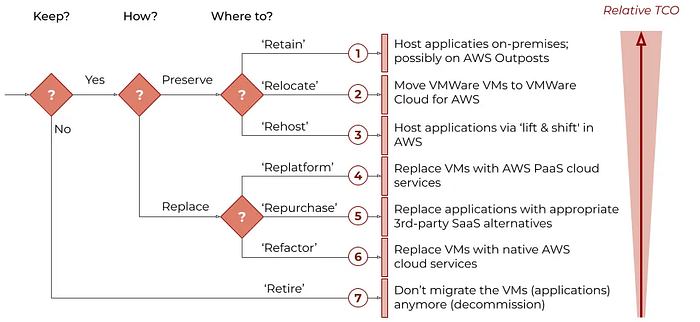 Relative TCO
Keep?
How?
Where to?
‘Retain’
1
Host applicaties on-premises;
possibly on AWS Outposts
?
Yes
?
Preserve
?
‘Relocate’
2
Move VMWare VMs to VMWare
Cloud for AWS
No
‘Rehost’
3
Host applications via ‘lift & shift' in
AWS
‘Replatform’
4
Replace VMs with AWS PaaS cloud
services
Replace
?
‘Repurchase’
5
Replace applications with appropriate
3rd-party SaaS alternatives
‘Refactor’
6
Replace VMs with native AWS
cloud services
‘Retire’
7
Don’t migrate the VMs (applications)
anymore (decommission)